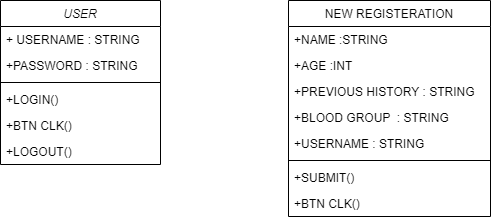 USER
+ USERNAME : STRING
+PASSWORD : STRING
+LOGIN()
+BTN CLK()
+LOGOUT()
NEW REGISTERATION
+NAME :STRING
+AGE :INT
+PREVIOUS HISTORY : STRING
+BLOOD GROUP  : STRING
+USERNAME : STRING
+SUBMIT()
+BTN CLK()